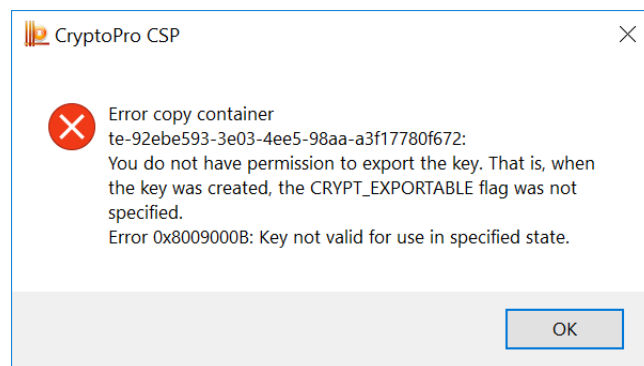 CryptoPro CSP
Error copy container
te-92ebe593-3e03-4ee5-98aa-a3f17780f672:
You do not have permission to export the key. That is, when
the key was created, the CRYPT_EXPORTABLE flag was not
specified.
Error 0x8009000B: Key not valid for use in specified state.
OK